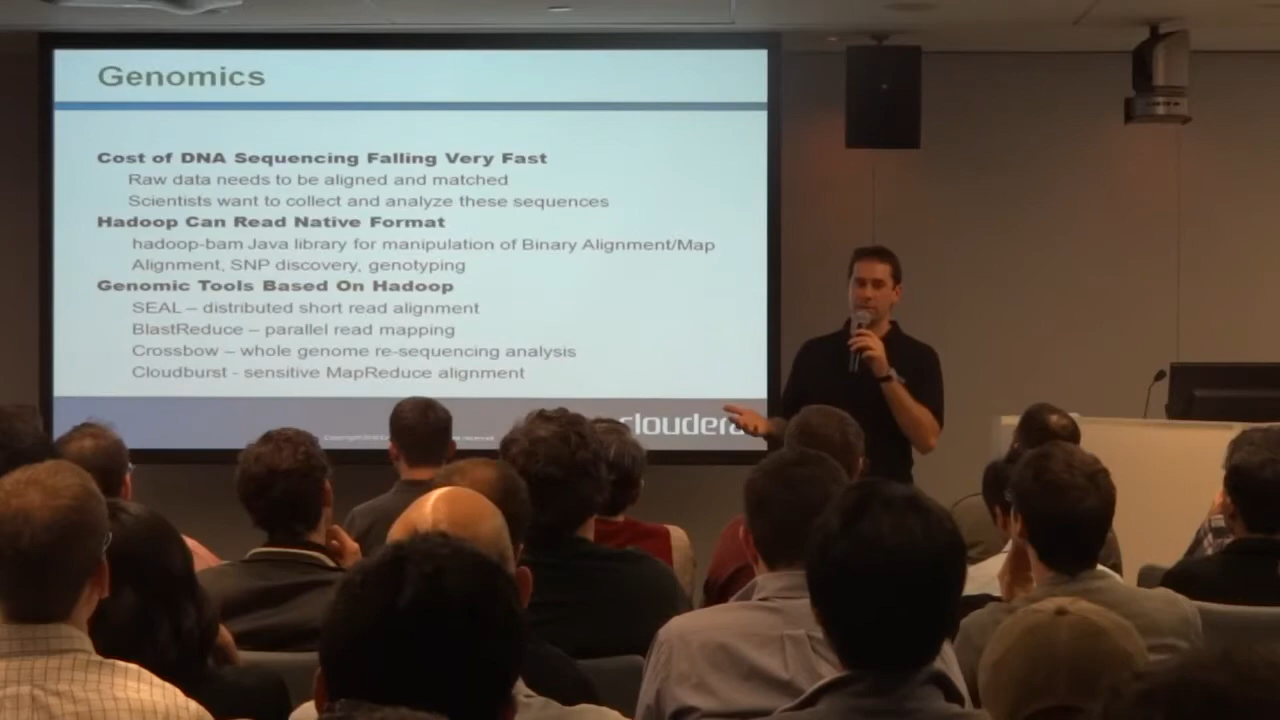 Genomics
Cost of DNA Sequencing Falling Very Fast
Raw data needs to be aligned and matched
Scientists want to collect and analyze these sequences
Hadoop Can Read Native Format
hadoop-bam Java library for manipulation of Binary Alignment/Map
Alignment, SNP discovery, genotyping
Genomic Tools Based On Hadoop
SEAL – distributed short read alignment
BlastReduce – parallel read mapping
Crossbow – whole genome re-sequencing analysis
Cloudburst - sensitive MapReduce alignment
cloudera